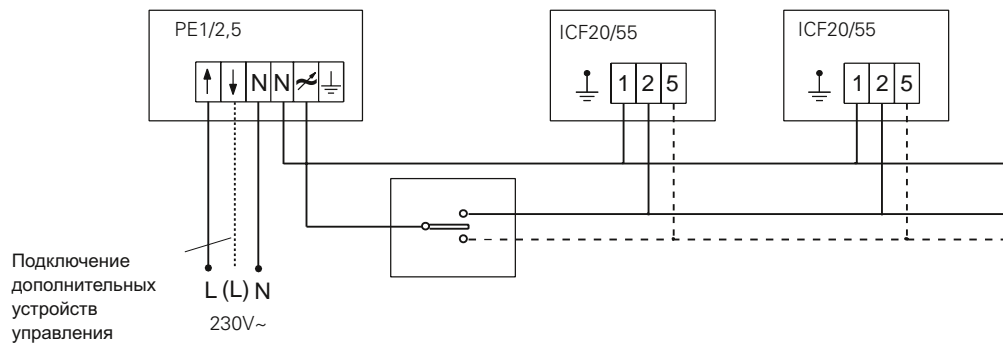 PE1/2,5
ICF20/55
ICF20/55
N N
1 2 5
1 2 5
Подключение
дополнительных
устройств
управления
L (L) N
230V~